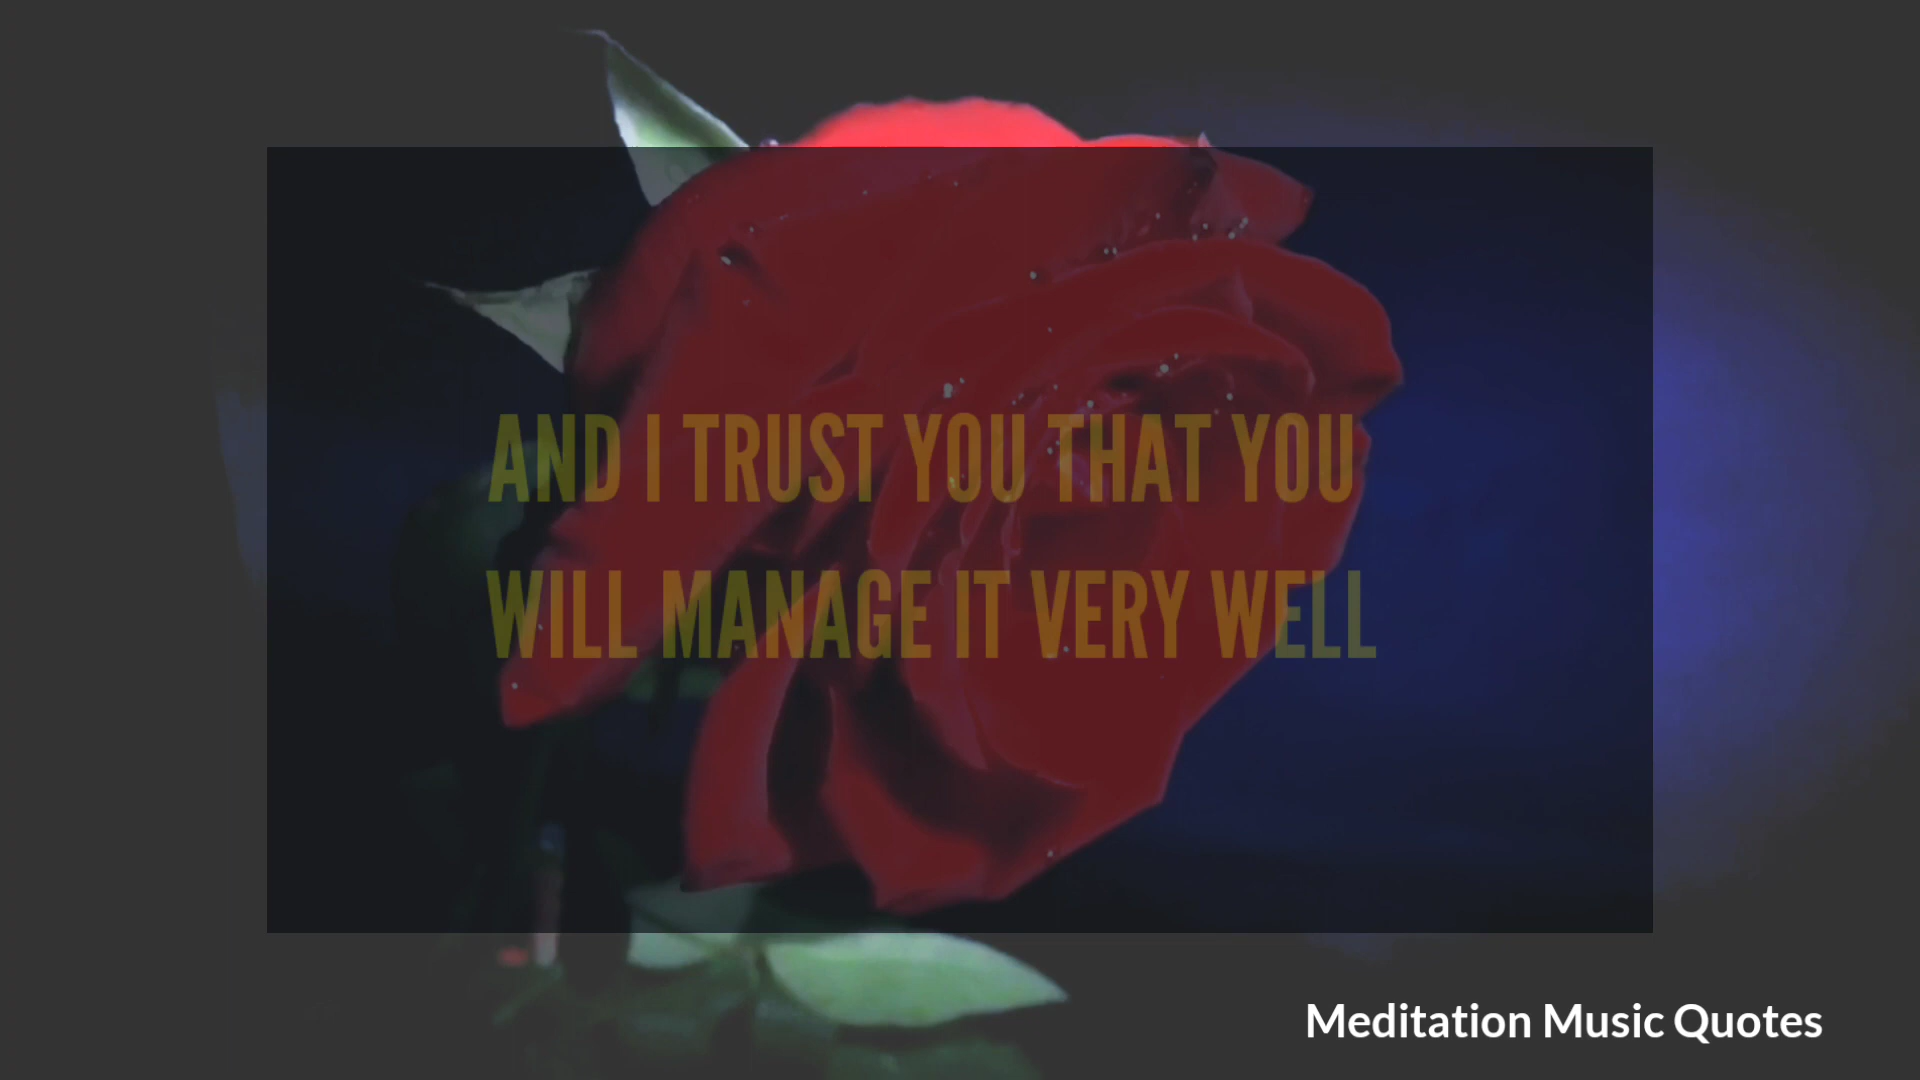 AND I TRUST YOU THAT YOU
WILL MANAGE IT VERY WELL
Meditation Music Quotes